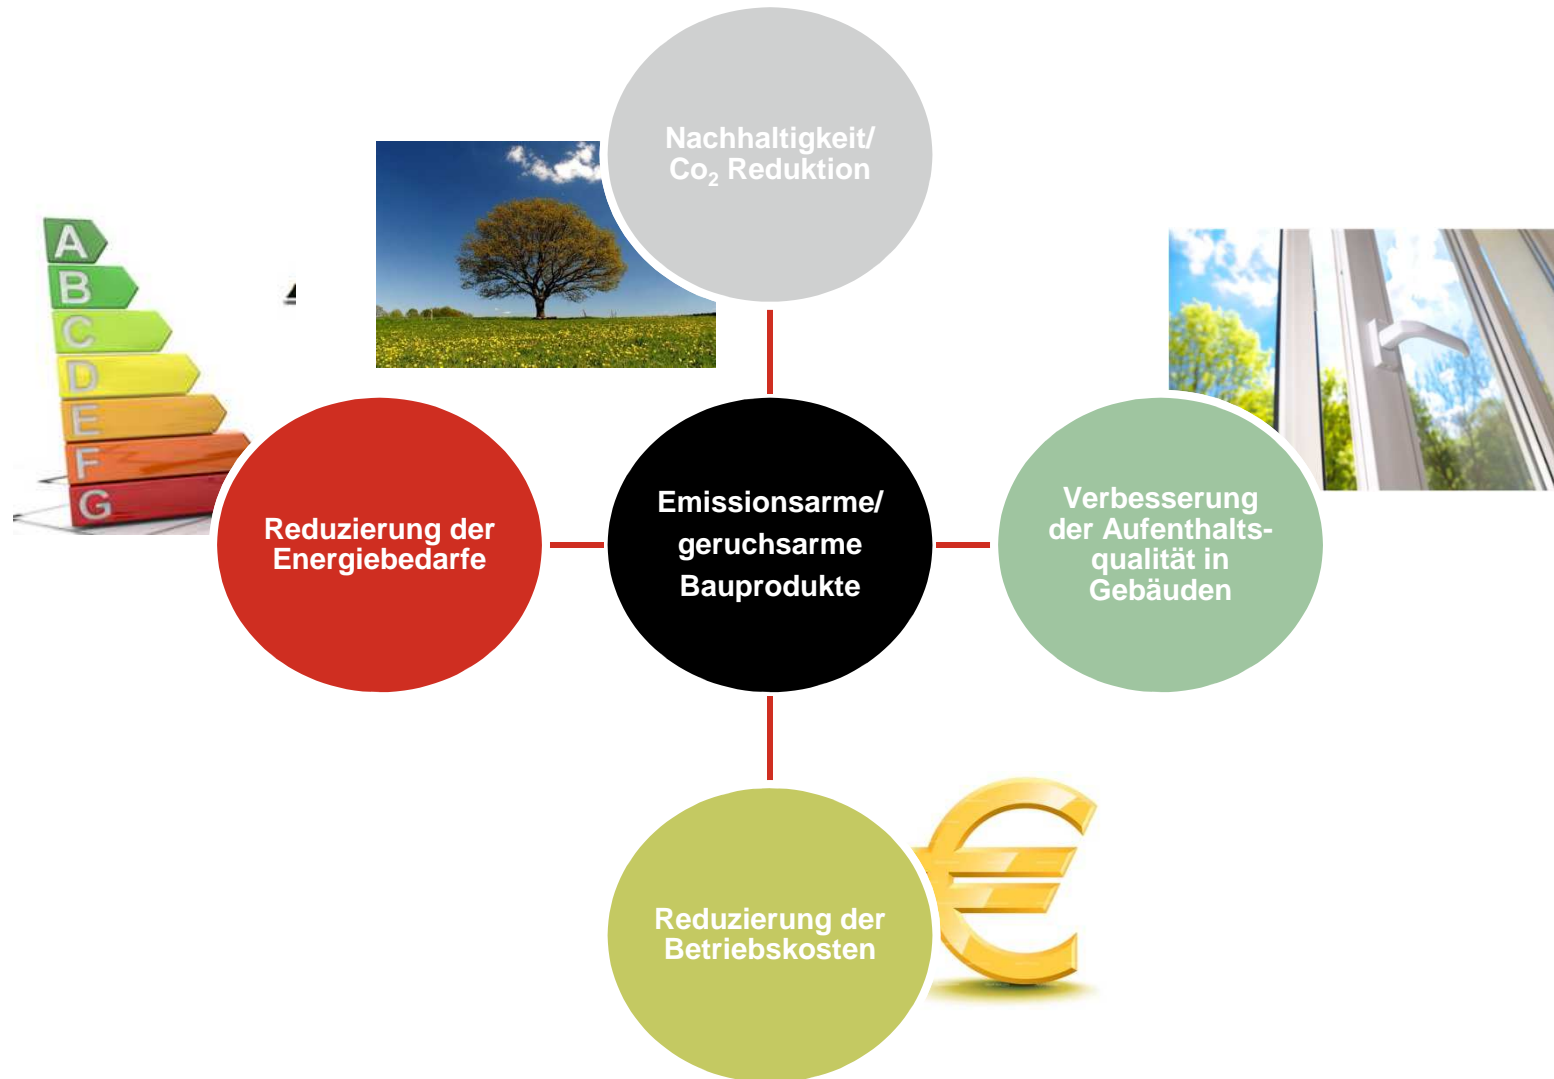 Nachhaltigkeit/
Co₂ Reduktion
A
B
C
D
E
F
G
Reduzierung der
Energiebedarfe
Emissionsarme/
geruchsarme
Bauprodukte
Verbesserung
der Aufenthalts-
qualität in
Gebäuden
Reduzierung der
Betriebskosten
€